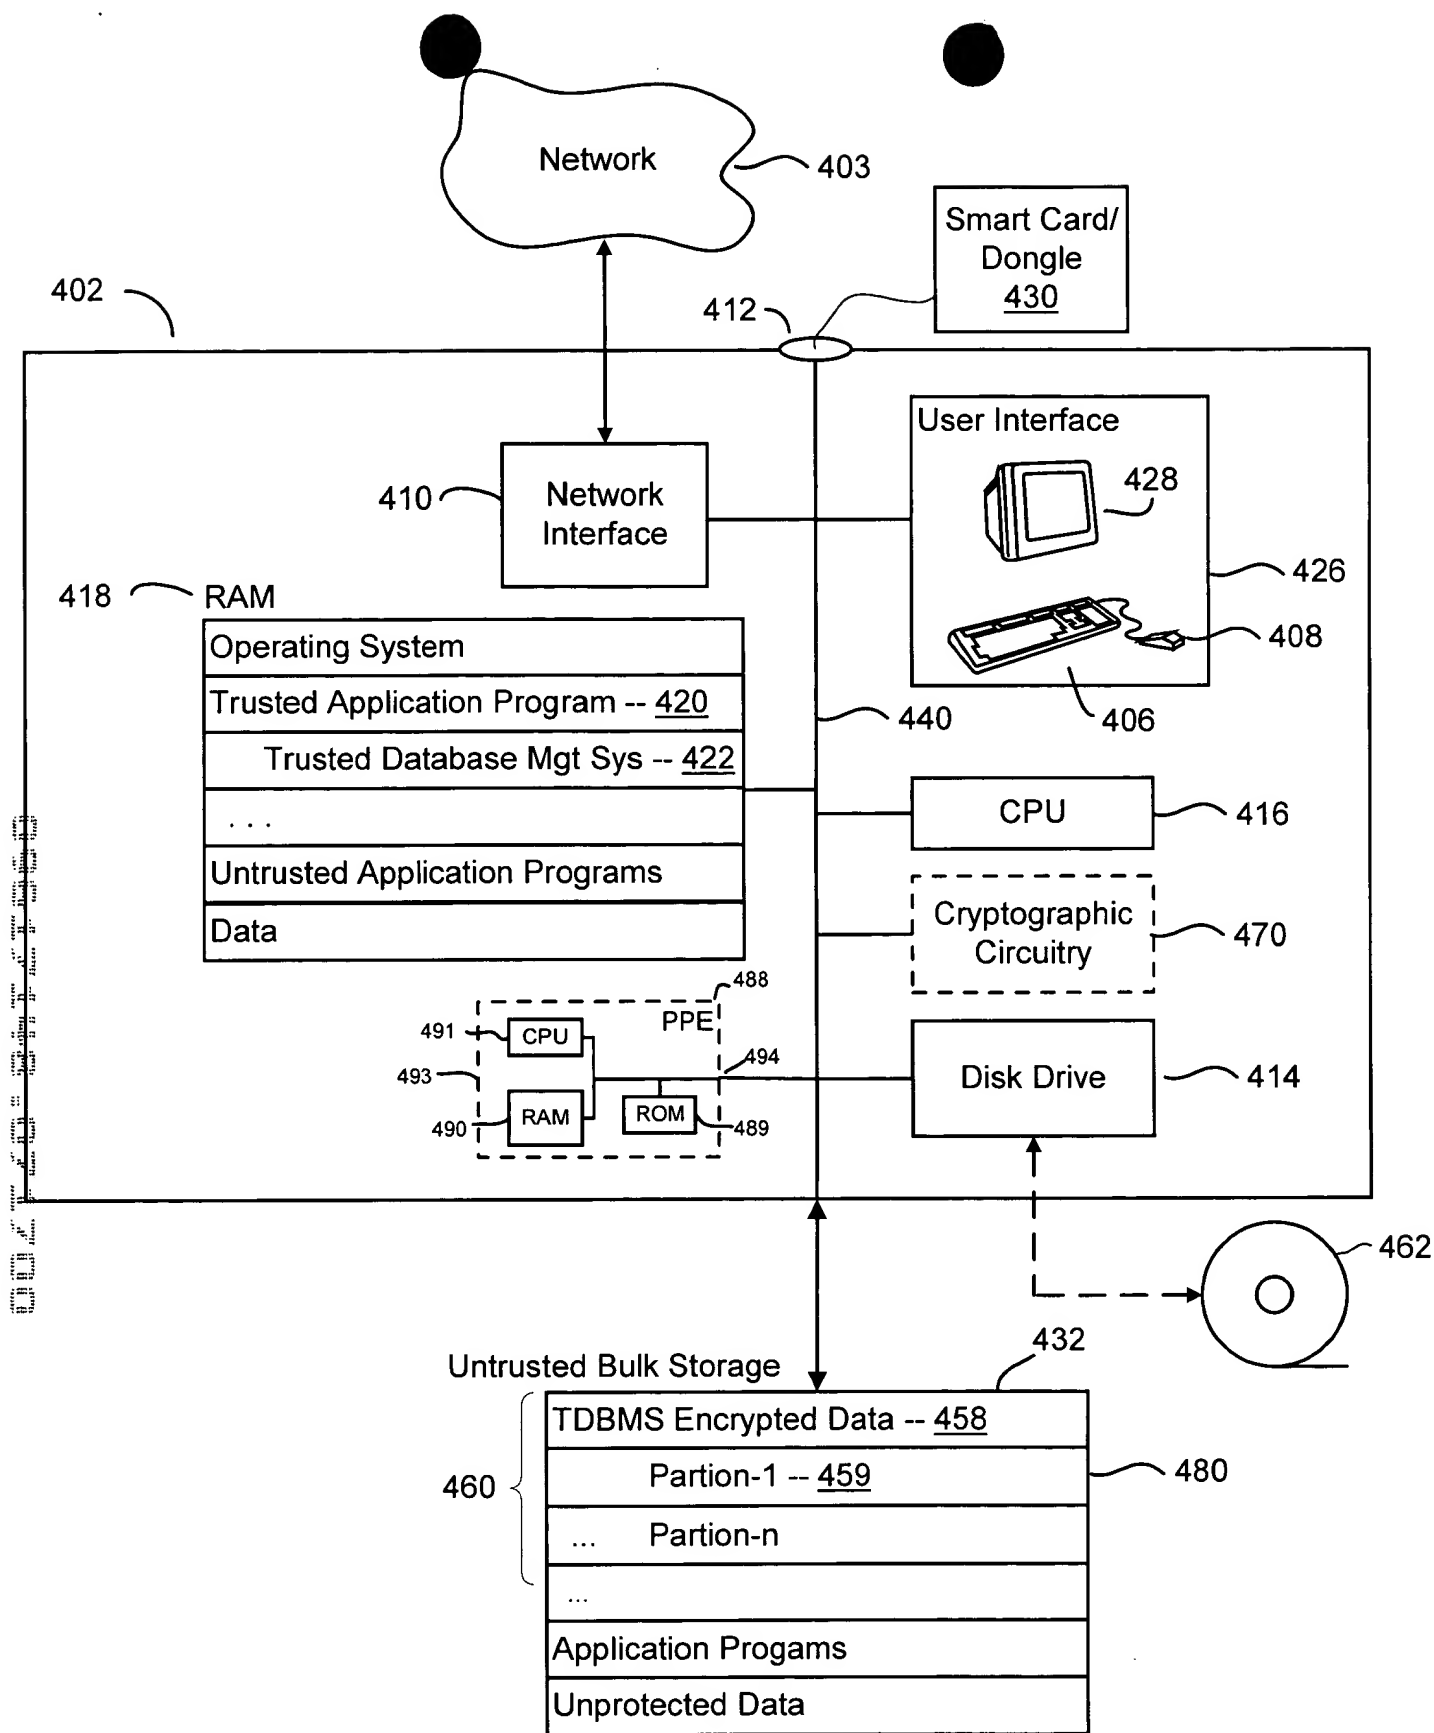 Network
403
Smart Card/
Dongle
430
402
412
User Interface
410
Network
Interface
428
426
408
406
418
RAM
Operating System
Trusted Application Program -- 420
Trusted Database Mgt Sys -- 422
. . .
Untrusted Application Programs
Data
440
CPU
416
Cryptographic
Circuitry
470
488
PPE
491
CPU
493
494
RAM
490
ROM
489
Disk Drive
414
462
Untrusted Bulk Storage
432
TDBMS Encrypted Data -- 458
Partion-1 -- 459
480
460
... Partion-n
...
Application Progams
Unprotected Data